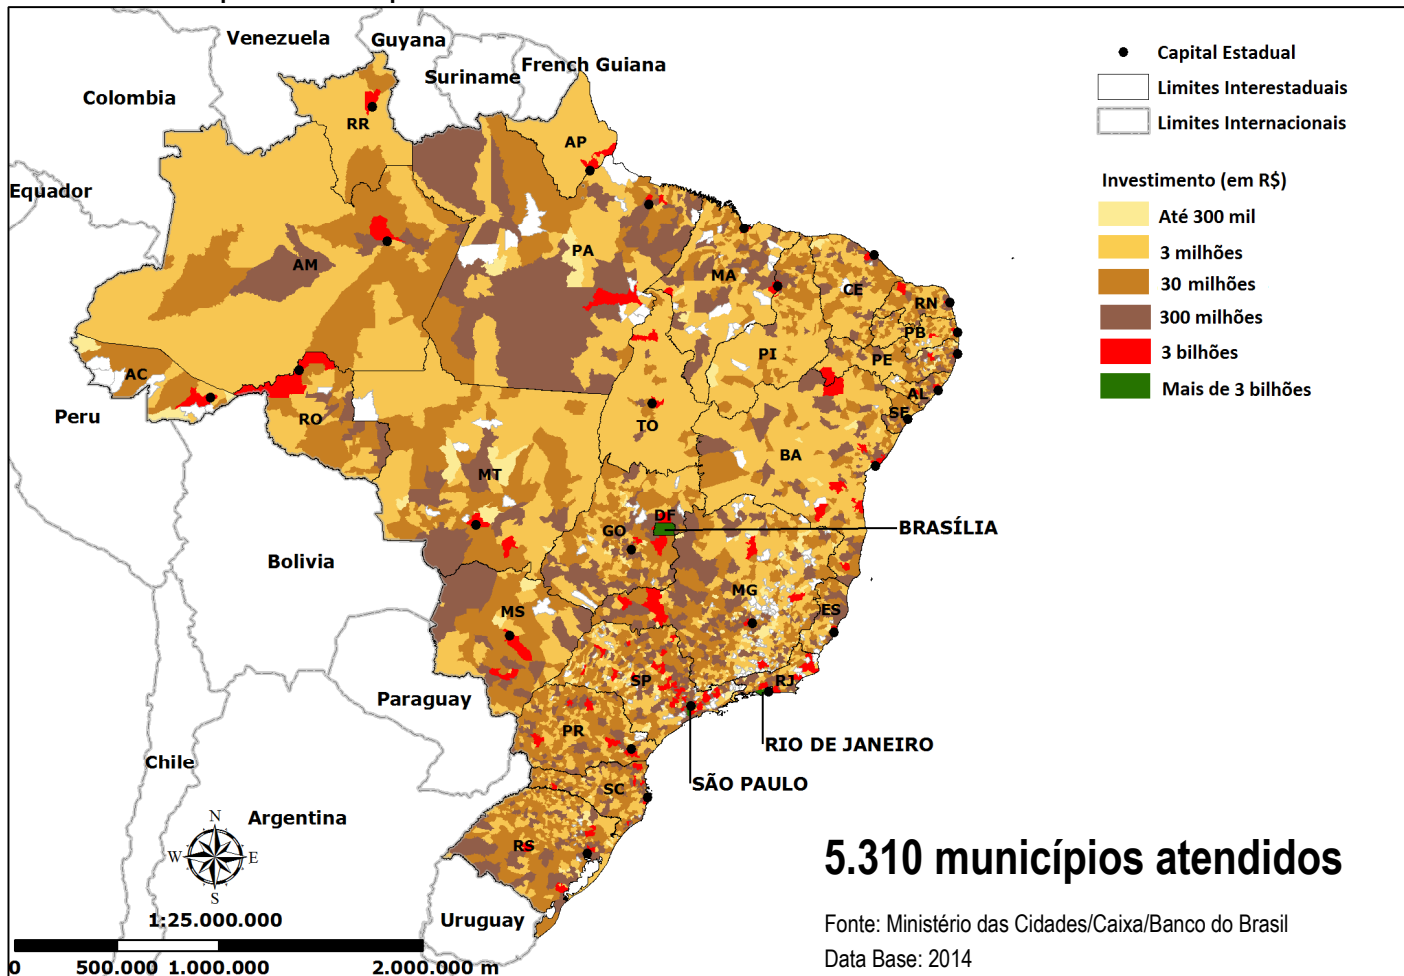 Venezuela
Guyana
Suriname
French Guiana
Colombia
Equador
Peru
Bolivia
Paraguay
Chile
Argentina
Uruguay
RR
AP
AM
PA
MA
CE
RN
PB
PE
AL
SE
PI
AC
RO
TO
BA
MT
DF
GO
MG
ES
MS
SP
RJ
PR
SC
RS
BRASÍLIA
RIO DE JANEIRO
SÃO PAULO
Capital Estadual
Limites Interestaduais
Limites Internacionais
Investimento (em R$)
Até 300 mil
3 milhões
30 milhões
300 milhões
3 bilhões
Mais de 3 bilhões
N
W
E
S
1:25.000.000
0 500.000 1.000.000 2.000.000 m
5.310 municípios atendidos
Fonte: Ministério das Cidades/Caixa/Banco do Brasil
Data Base: 2014